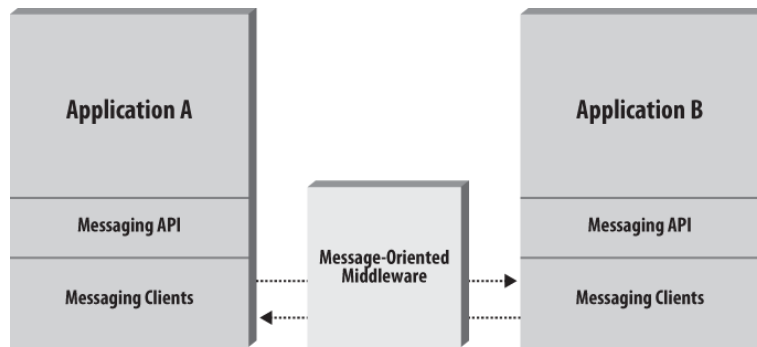 Application A
Messaging API
Messaging Clients
Message-Oriented
Middleware
Application B
Messaging API
Messaging Clients